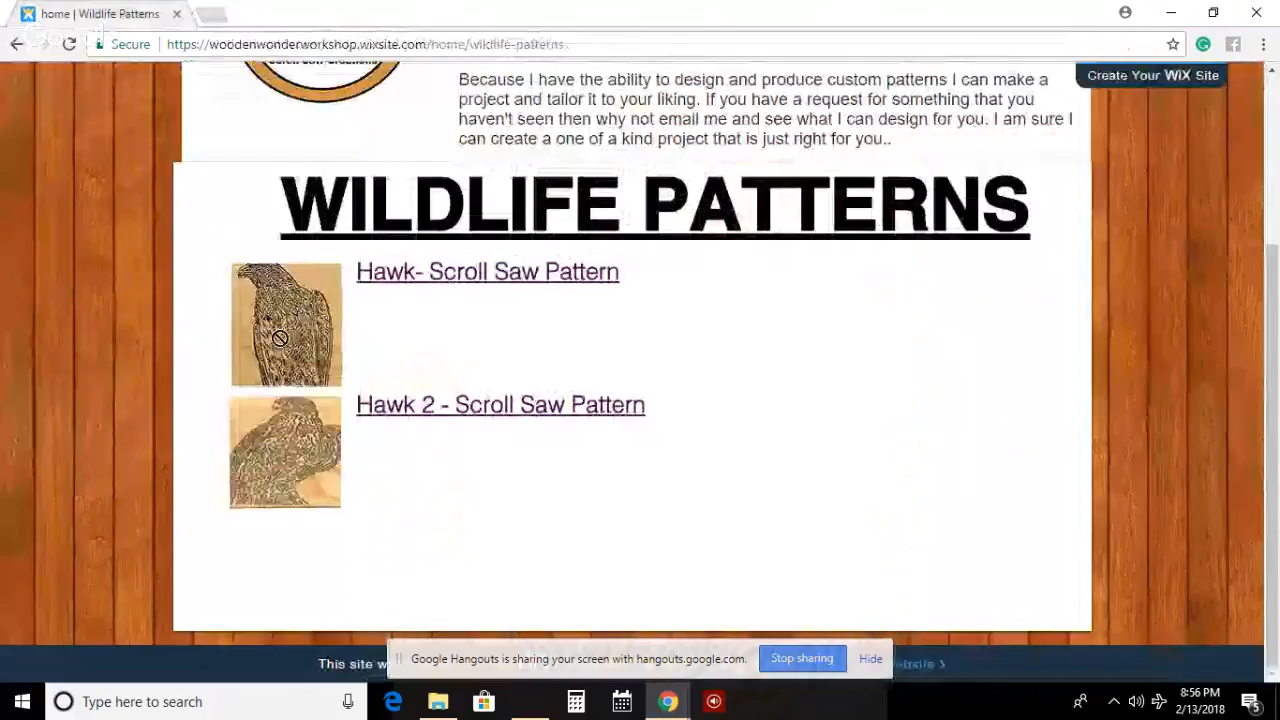 home | Wildlife Patterns
Secure https://woodenwonderworkshop.wixsite.com/home/wildlife-patterns
Create Your WiX Site
Because I have the ability to design and produce custom patterns I can make a
project and tailor it to your liking. If you have a request for something that you
haven't seen then why not email me and see what I can design for you. I am sure I
can create a one of a kind project that is just right for you..
WILDLIFE PATTERNS
Hawk- Scroll Saw Pattern
Hawk 2 - Scroll Saw Pattern
This site w
Google Hangouts is sharing your screen with hangouts.google.com. Stop sharing Hide
Type here to search
8:56 PM
2/13/2018
5